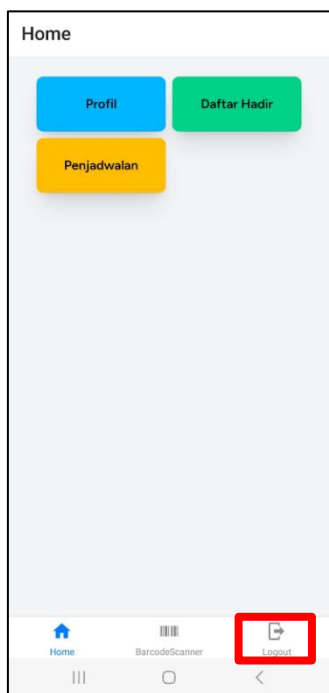 Home
Profil
Daftar Hadir
Penjadwalan
Home
BarcodeScanner
Logout